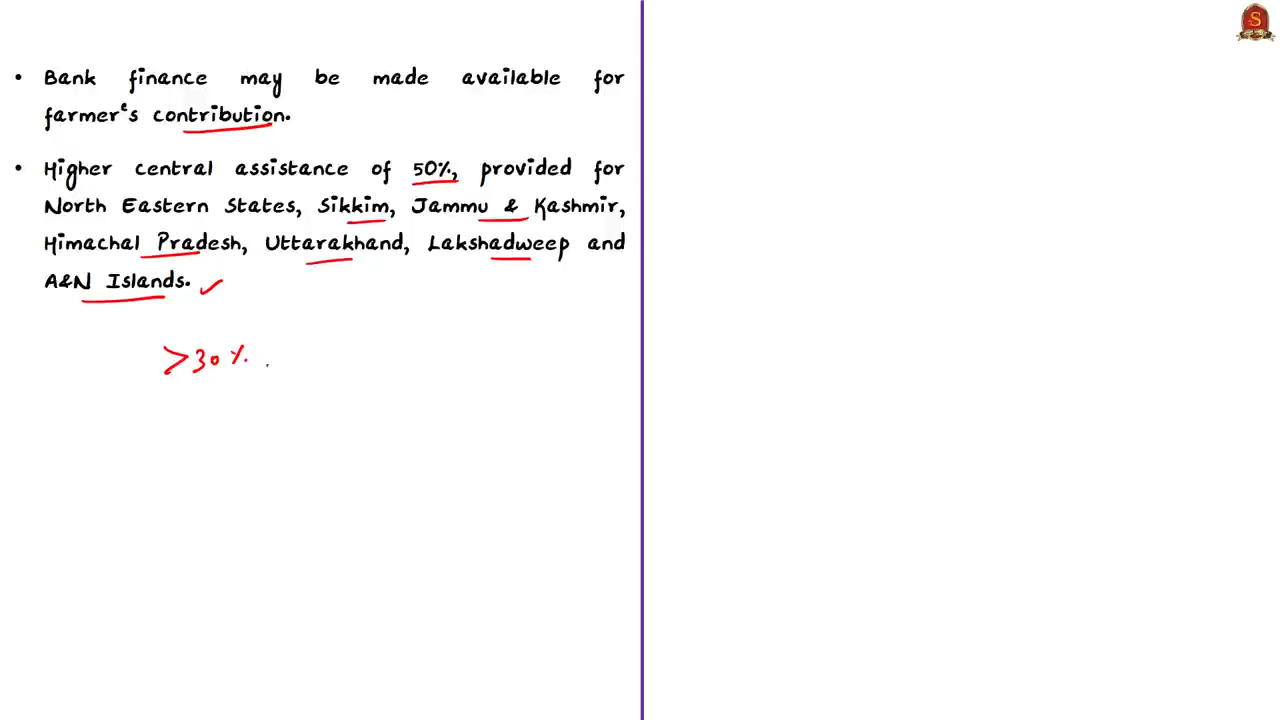 • Bank finance may be made available for
farmer's contribution.
• Higher central assistance of 50%, provided for
North Eastern States, Sikkim, Jammu & Kashmir,
Himachal Pradesh, Uttarakhand, Lakshadweep and
A&N Islands.
>30%
S